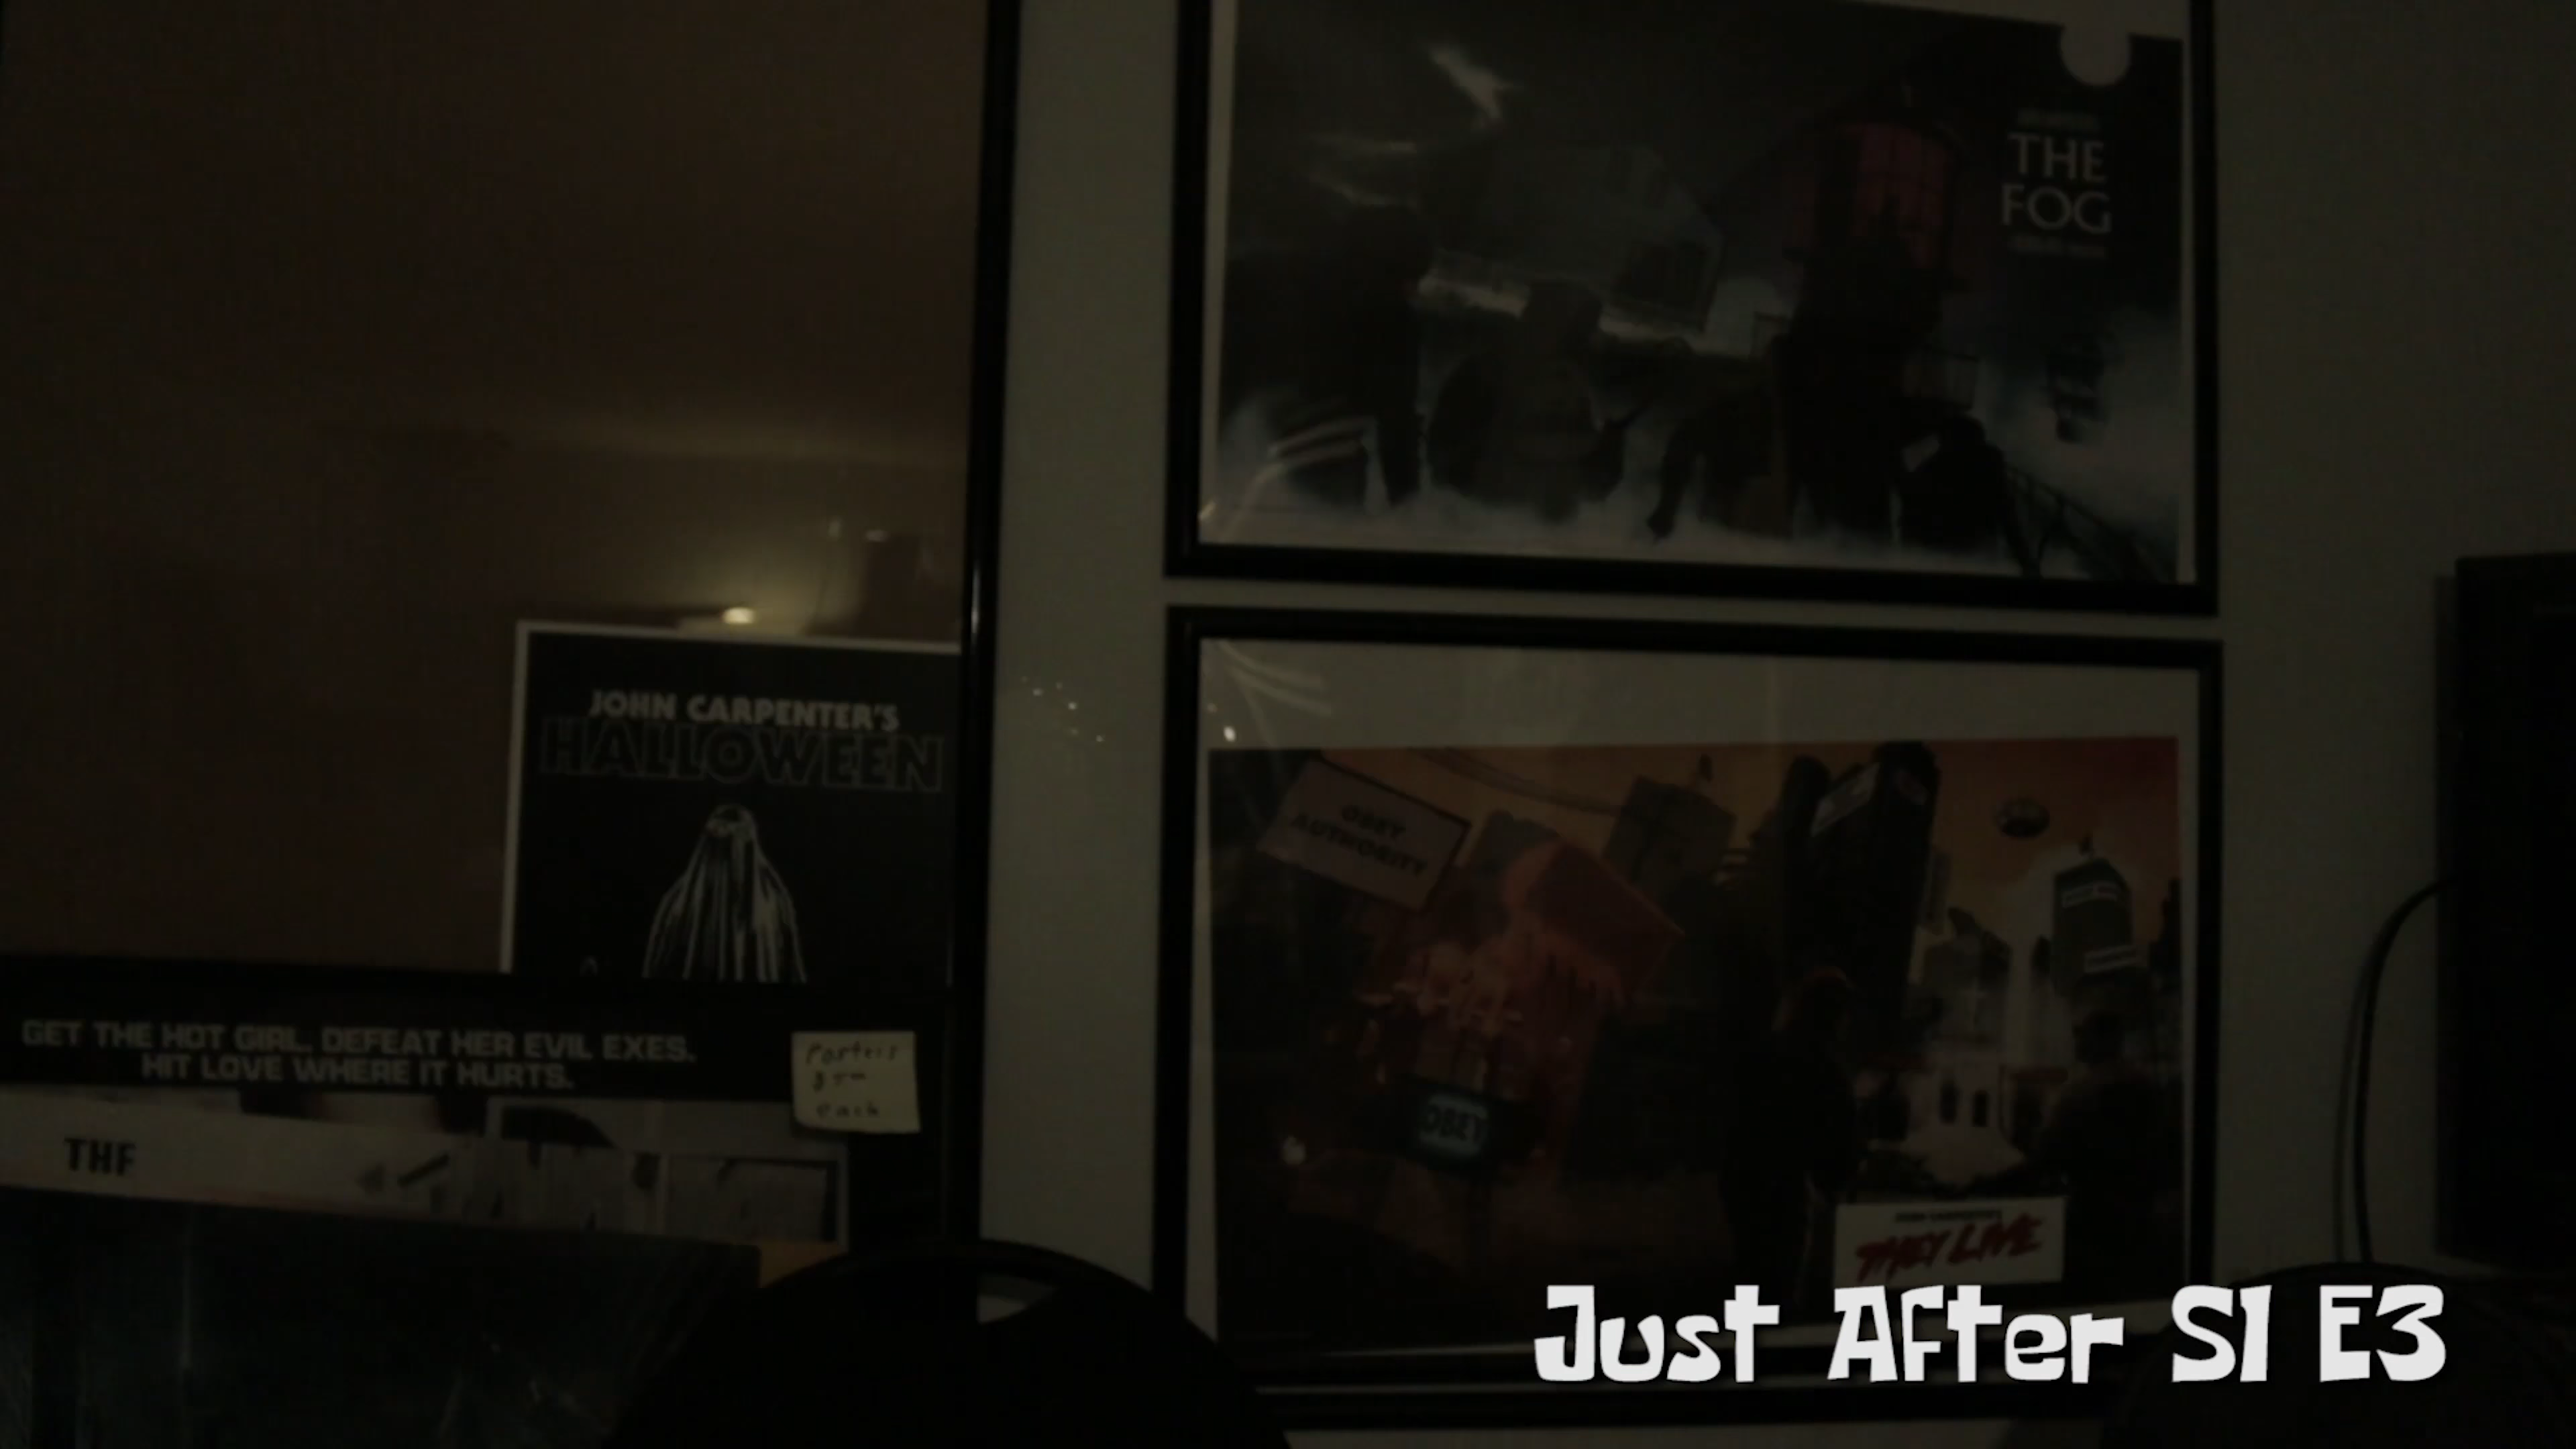 THE
FOG
JOHN CARPENTER'S
HALLOWEEN
OBEY
AUTHORITY
GET THE HOT GIRL. DEFEAT HER EVIL EXES.
HIT LOVE WHERE IT HURTS.
Posters
each
OBEY
THEY LIVE
Just After S1 E3